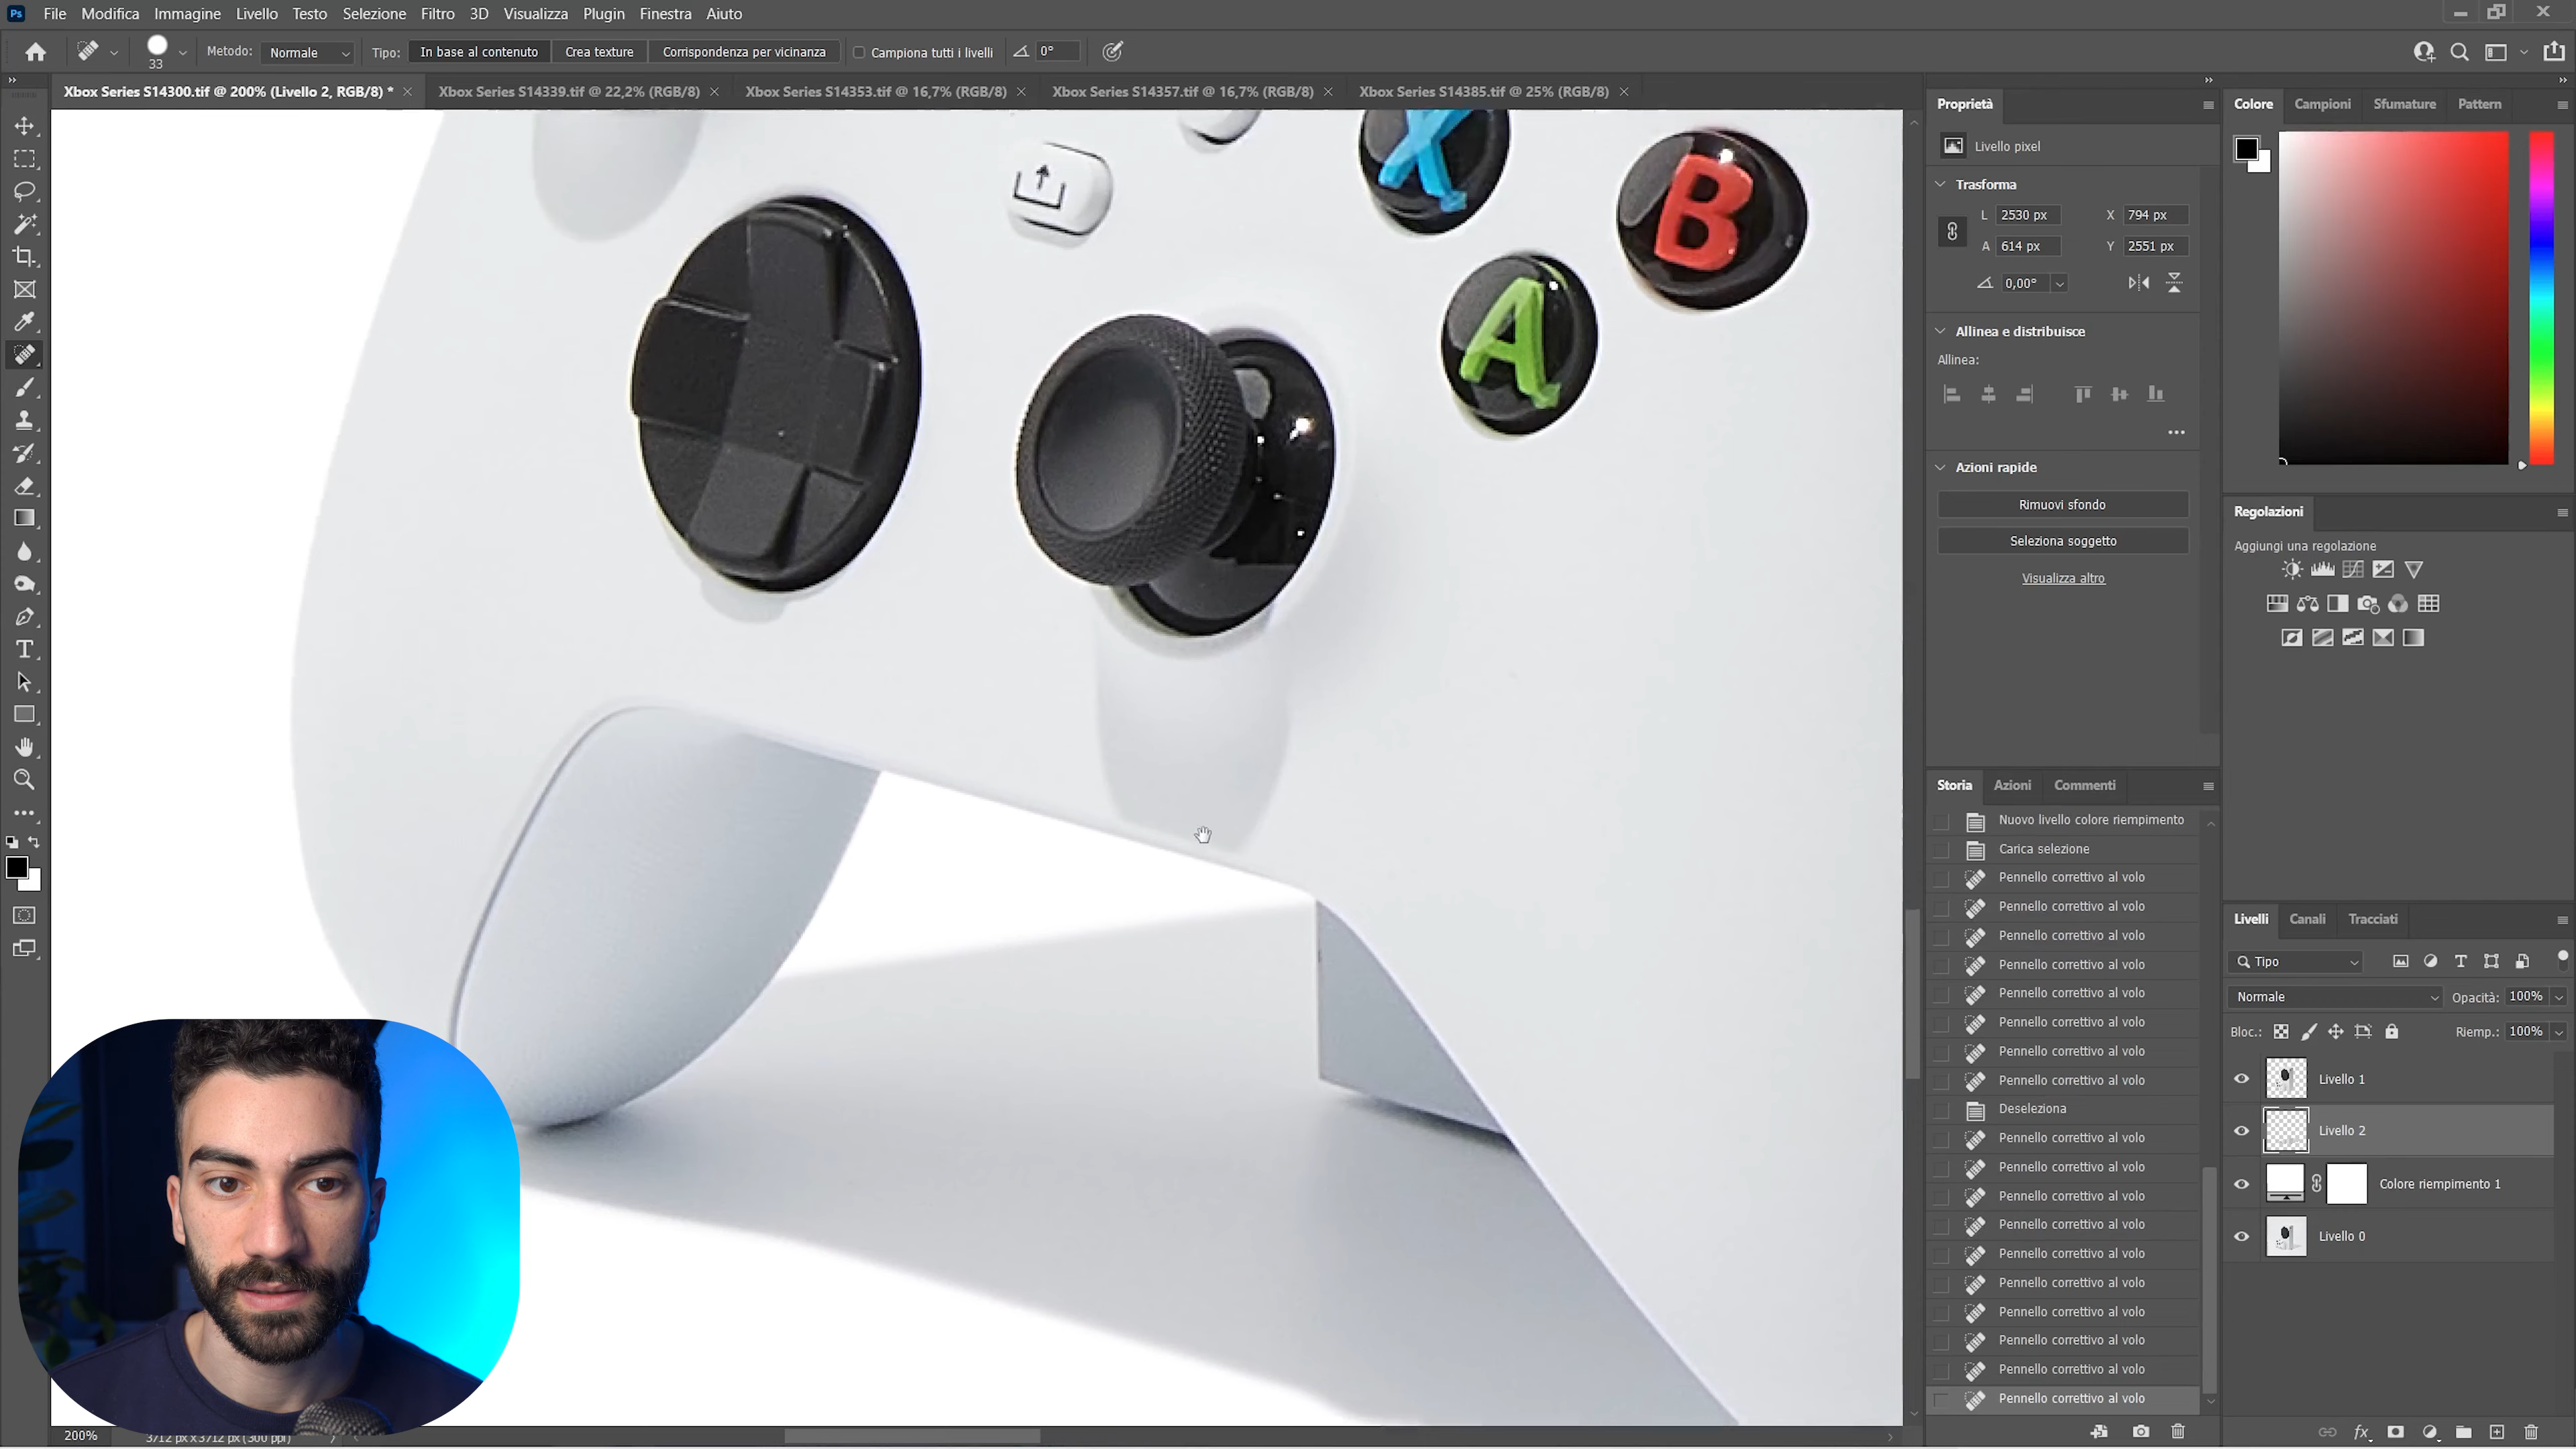 Ps File Modifica Immagine Livello Testo Selezione Filtro 3D Visualizza Plugin Finestra Aiuto
33 Metodo: Normale Tipo: In base al contenuto Crea texture Corrispondenza per vicinanza Campiona tutti i livelli 0°
Xbox Series S14300.tif @ 200% (Livello 2, RGB/8) * Xbox Series S14339.tif @ 22,2% (RGB/8) Xbox Series S14353.tif @ 16,7% (RGB/8) Xbox Series S14357.tif @ 16,7% (RGB/8) Xbox Series S14385.tif @ 25% (RGB/8)
X
B
A
Proprietà
Livello pixel
Trasforma
L 2530 px X 794 px
A 614 px Y 2551 px
0,00°
Allinea e distribuisce
Allinea:
Azioni rapide
Rimuovi sfondo
Seleziona soggetto
Visualizza altro
Storia Azioni Commenti
Nuovo livello colore riempimento
Carica selezione
Pennello correttivo al volo
Pennello correttivo al volo
Pennello correttivo al volo
Pennello correttivo al volo
Pennello correttivo al volo
Pennello correttivo al volo
Pennello correttivo al volo
Pennello correttivo al volo
Deseleziona
Pennello correttivo al volo
Pennello correttivo al volo
Pennello correttivo al volo
Pennello correttivo al volo
Pennello correttivo al volo
Pennello correttivo al volo
Pennello correttivo al volo
Pennello correttivo al volo
Pennello correttivo al volo
Pennello correttivo al volo
Colore Campioni Sfumature Pattern
Regolazioni
Aggiungi una regolazione
Livelli Canali Tracciati
Tipo
Normale Opacità: 100%
Bloc.: Riemp.: 100%
Livello 1
Livello 2
Colore riempimento 1
Livello 0
fx
200% 3712 px x 3712 px (300 ppi)